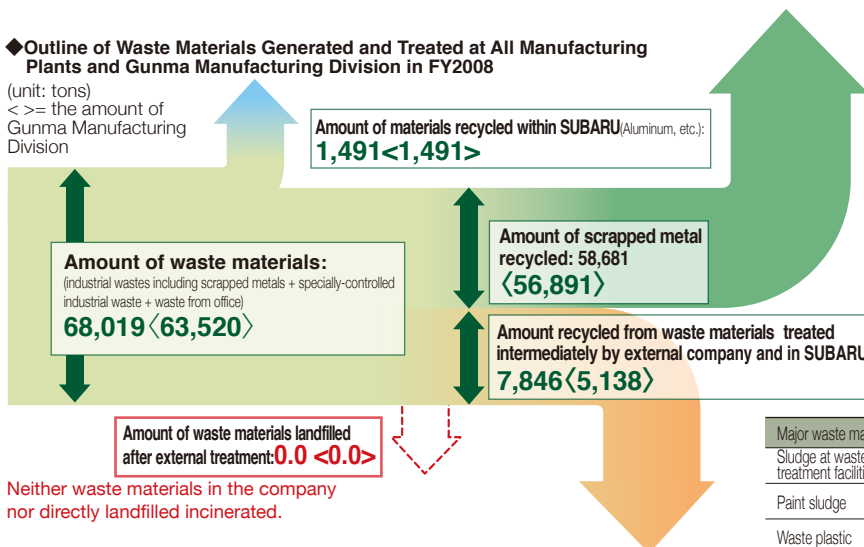 ◆Outline of Waste Materials Generated and Treated at All Manufacturing
Plants and Gunma Manufacturing Division in FY2008
(unit: tons)
< >= the amount of
Gunma Manufacturing
Division
Amount of materials recycled within SUBARU(Aluminum, etc.):
1,491<1,491>
Amount of scrapped metal
recycled: 58,681
〈56,891〉
Amount of waste materials:
(industrial wastes including scrapped metals + specially-controlled
industrial waste + waste from office)
68,019〈63,520〉
Amount recycled from waste materials treated
intermediately by external company and in SUBARU
7,846〈5,138〉
Amount of waste materials landfilled
after external treatment:0.0 <0.0>
Neither waste materials in the company
nor directly landfilled incinerated.
Major waste ma
Sludge at waste
treatment faciliti
Paint sludge
Waste plastic